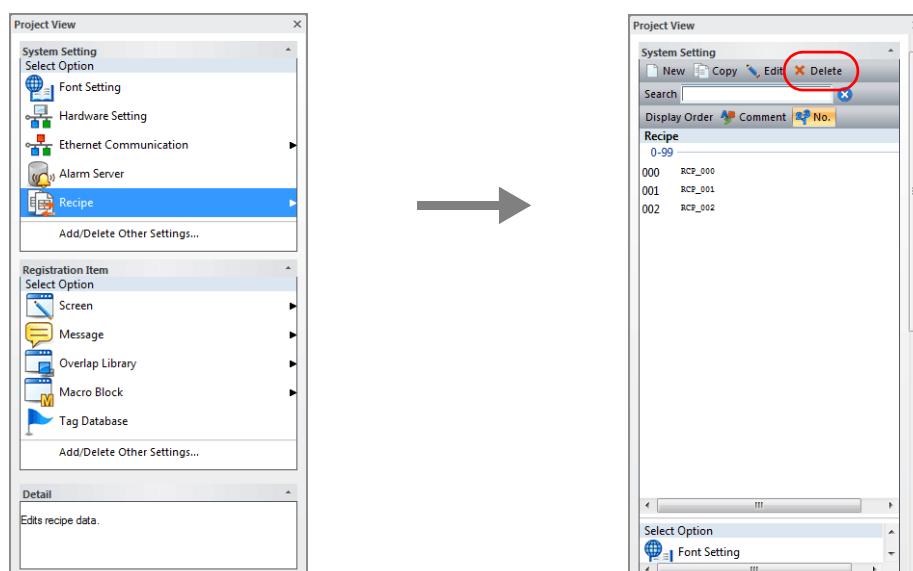 Project View
System Setting
Select Option
Font Setting
Hardware Setting
Ethernet Communication
Alarm Server
Recipe
Add/Delete Other Settings...
Registration Item
Select Option
Screen
Message
Overlap Library
Macro Block
Tag Database
Add/Delete Other Settings...
Detail
Edits recipe data.
Project View
System Setting
New Copy Edit Delete
Search
Display Order Comment No.
Recipe
0-99
000 RCP_000
001 RCP_001
002 RCP_002
Select Option
Font Setting